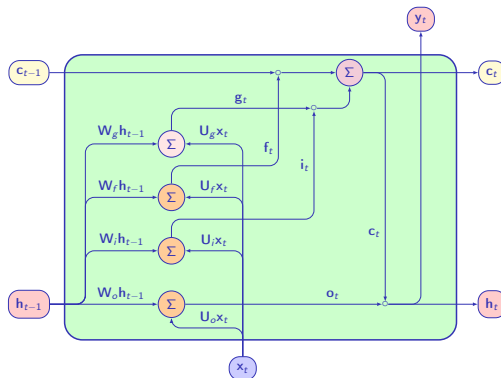 y_t
c_{t−1}
Σ
c_t
g_t
W_g h_{t−1}
U_g x_t
Σ
f_t
i_t
W_f h_{t−1}
U_f x_t
Σ
W_i h_{t−1}
U_i x_t
c_t
Σ
h_{t−1}
W_o h_{t−1}
Σ
o_t
h_t
U_o x_t
x_t